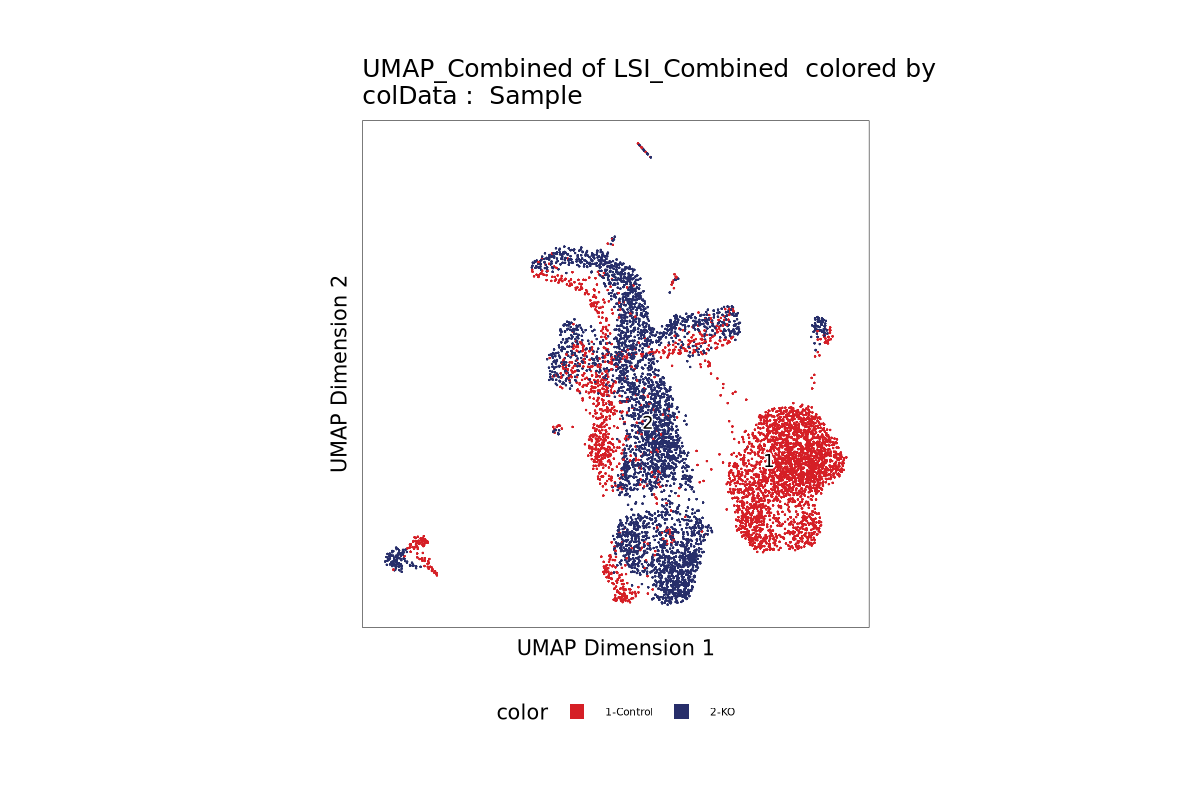 UMAP_Combined of LSI_Combined  colored by
colData :  Sample
UMAP Dimension 2
2
1
UMAP Dimension 1
color 1-Control 2-KO